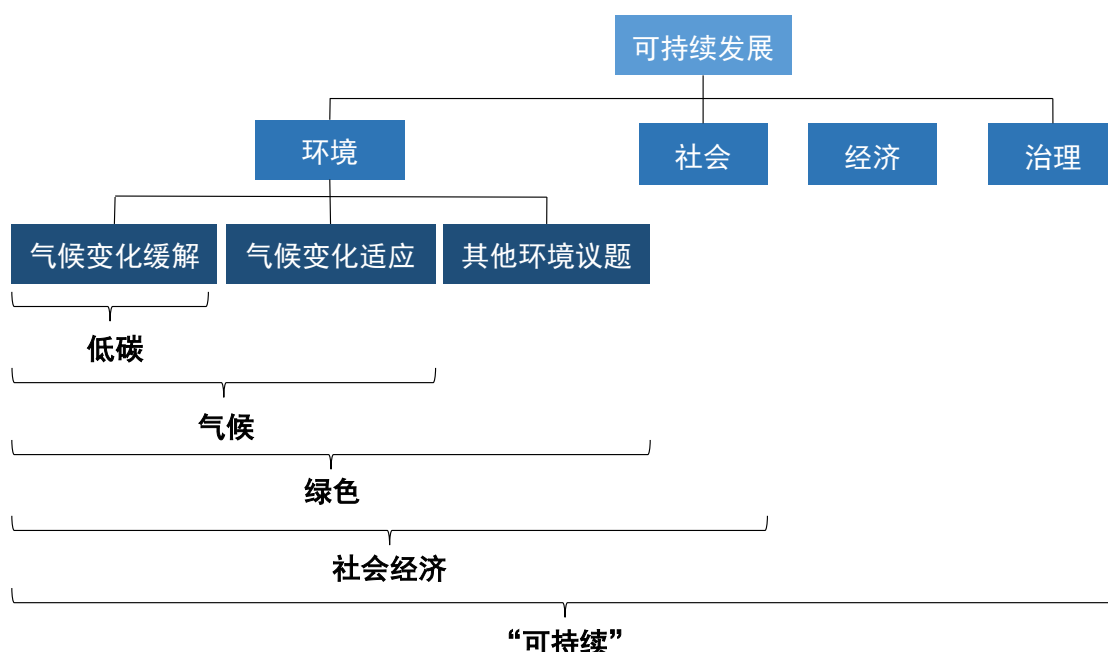 可持续发展
环境
社会
经济
治理
气候变化缓解
气候变化适应
其他环境议题
低碳
气候
绿色
社会经济
“可持续”